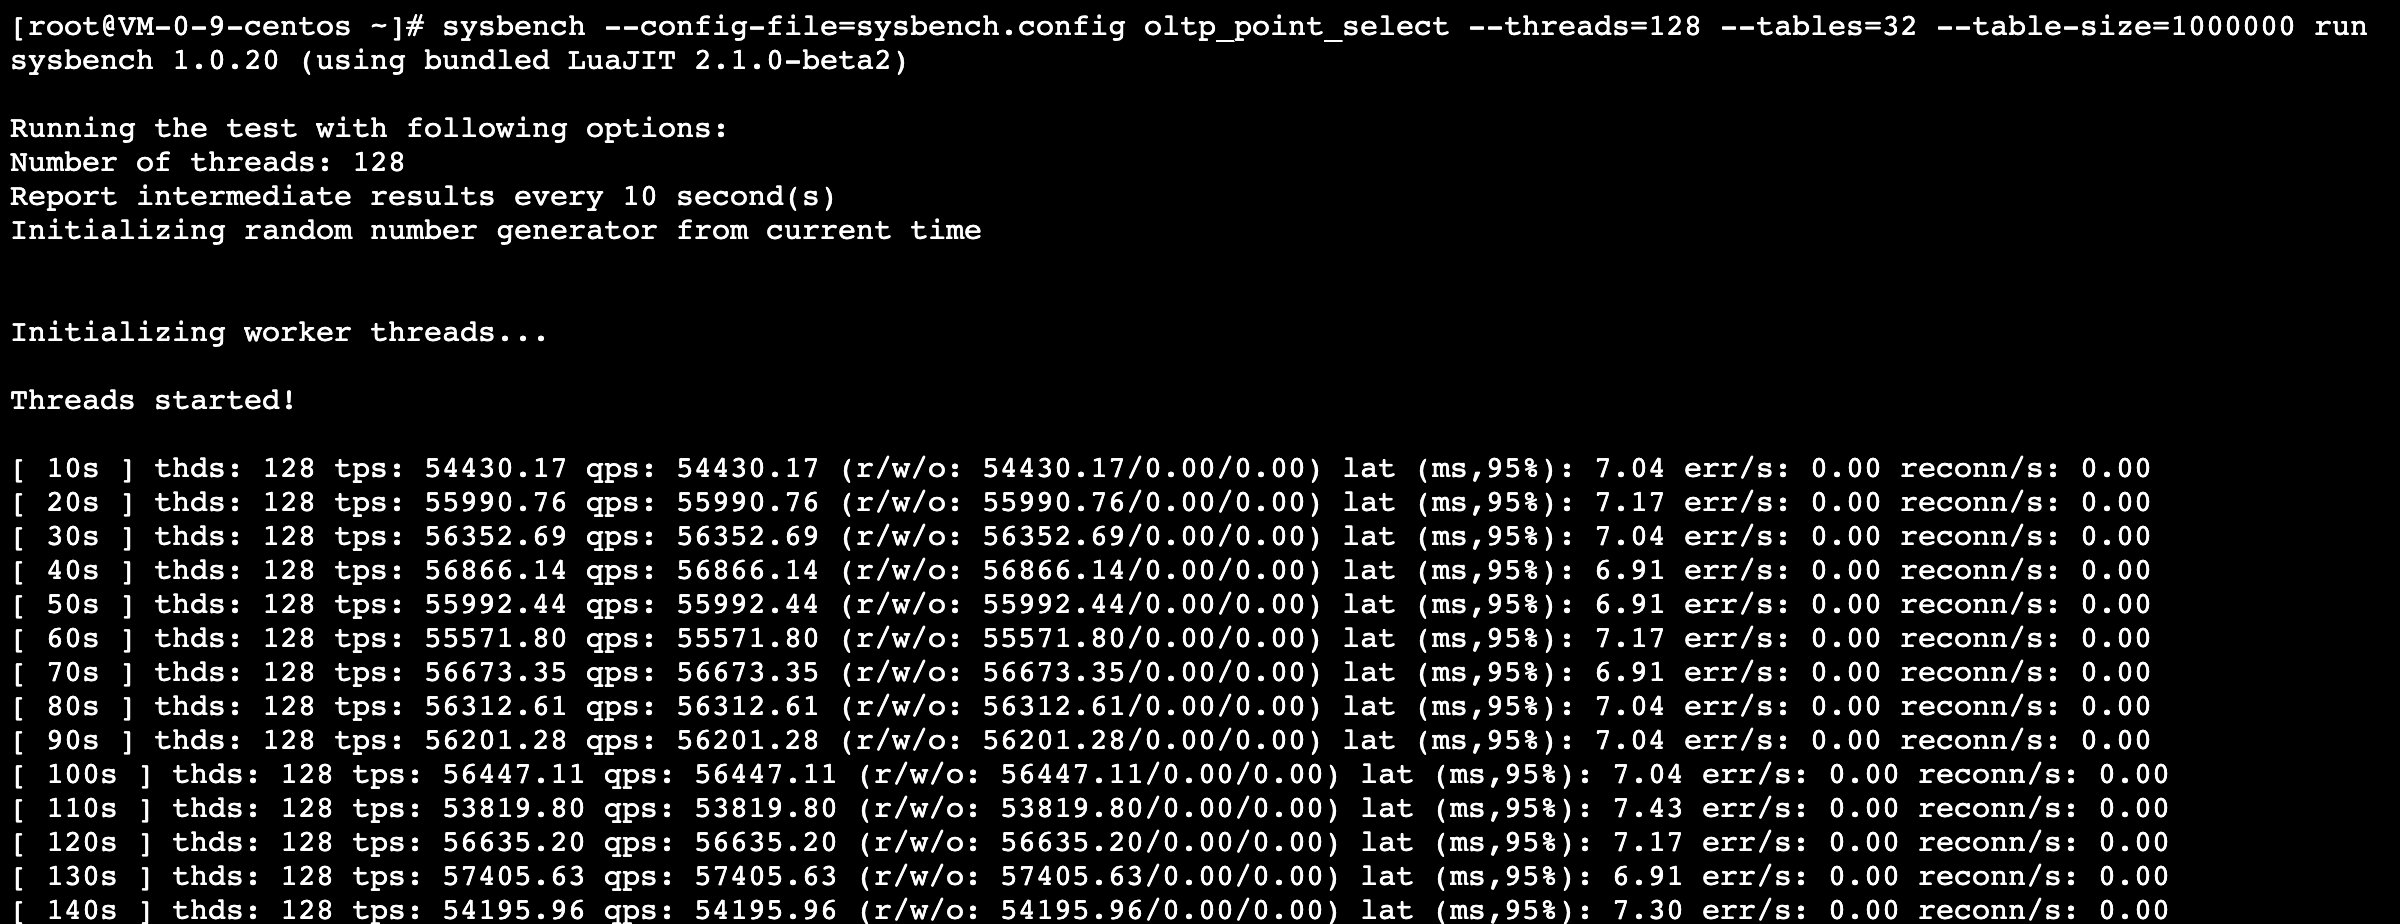 [root@VM-0-9-centos ~]# sysbench --config-file=sysbench.config oltp_point_select --threads=128 --tables=32 --table-size=1000000 run
sysbench 1.0.20 (using bundled LuaJIT 2.1.0-beta2)
Running the test with following options:
Number of threads: 128
Report intermediate results every 10 second(s)
Initializing random number generator from current time
Initializing worker threads...
Threads started!
[ 10s ] thds: 128 tps: 54430.17 qps: 54430.17 (r/w/o: 54430.17/0.00/0.00) lat (ms,95%): 7.04 err/s: 0.00 reconn/s: 0.00
[ 20s ] thds: 128 tps: 55990.76 qps: 55990.76 (r/w/o: 55990.76/0.00/0.00) lat (ms,95%): 7.17 err/s: 0.00 reconn/s: 0.00
[ 30s ] thds: 128 tps: 56352.69 qps: 56352.69 (r/w/o: 56352.69/0.00/0.00) lat (ms,95%): 7.04 err/s: 0.00 reconn/s: 0.00
[ 40s ] thds: 128 tps: 56866.14 qps: 56866.14 (r/w/o: 56866.14/0.00/0.00) lat (ms,95%): 6.91 err/s: 0.00 reconn/s: 0.00
[ 50s ] thds: 128 tps: 55992.44 qps: 55992.44 (r/w/o: 55992.44/0.00/0.00) lat (ms,95%): 6.91 err/s: 0.00 reconn/s: 0.00
[ 60s ] thds: 128 tps: 55571.80 qps: 55571.80 (r/w/o: 55571.80/0.00/0.00) lat (ms,95%): 7.17 err/s: 0.00 reconn/s: 0.00
[ 70s ] thds: 128 tps: 56673.35 qps: 56673.35 (r/w/o: 56673.35/0.00/0.00) lat (ms,95%): 6.91 err/s: 0.00 reconn/s: 0.00
[ 80s ] thds: 128 tps: 56312.61 qps: 56312.61 (r/w/o: 56312.61/0.00/0.00) lat (ms,95%): 7.04 err/s: 0.00 reconn/s: 0.00
[ 90s ] thds: 128 tps: 56201.28 qps: 56201.28 (r/w/o: 56201.28/0.00/0.00) lat (ms,95%): 7.04 err/s: 0.00 reconn/s: 0.00
[ 100s ] thds: 128 tps: 56447.11 qps: 56447.11 (r/w/o: 56447.11/0.00/0.00) lat (ms,95%): 7.04 err/s: 0.00 reconn/s: 0.00
[ 110s ] thds: 128 tps: 53819.80 qps: 53819.80 (r/w/o: 53819.80/0.00/0.00) lat (ms,95%): 7.43 err/s: 0.00 reconn/s: 0.00
[ 120s ] thds: 128 tps: 56635.20 qps: 56635.20 (r/w/o: 56635.20/0.00/0.00) lat (ms,95%): 7.17 err/s: 0.00 reconn/s: 0.00
[ 130s ] thds: 128 tps: 57405.63 qps: 57405.63 (r/w/o: 57405.63/0.00/0.00) lat (ms,95%): 6.91 err/s: 0.00 reconn/s: 0.00
[ 140s ] thds: 128 tps: 54195.96 qps: 54195.96 (r/w/o: 54195.96/0.00/0.00) lat (ms,95%): 7.30 err/s: 0.00 reconn/s: 0.00